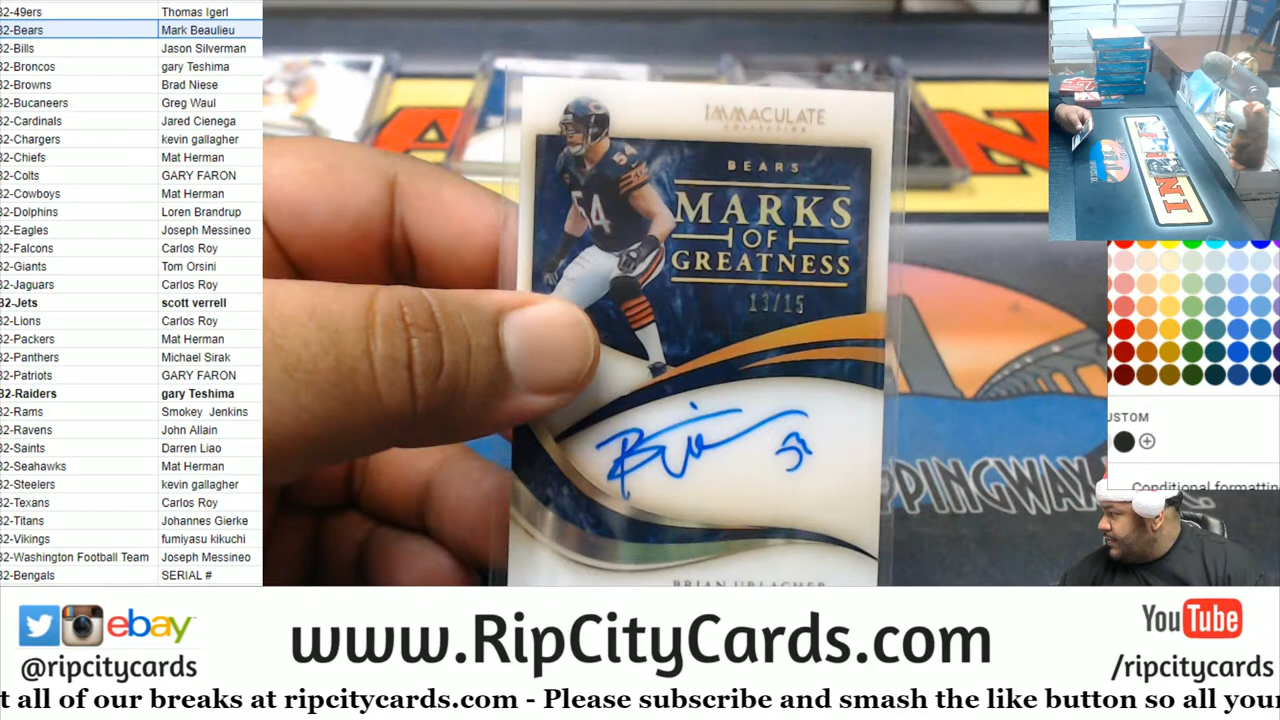 32-49ers Thomas Igerl
32-Bears Mark Beaulieu
32-Bills Jason Silverman
32-Broncos gary Teshima
32-Browns Brad Niese
32-Bucaneers Greg Waul
32-Cardinals Jared Cienega
32-Chargers kevin gallagher
32-Chiefs Mat Herman
32-Colts GARY FARON
32-Cowboys Mat Herman
32-Dolphins Loren Brandrup
32-Eagles Joseph Messineo
32-Falcons Carlos Roy
32-Giants Tom Orsini
32-Jaguars Carlos Roy
32-Jets scott verrell
32-Lions Carlos Roy
32-Packers Mat Herman
32-Panthers Michael Sirak
32-Patriots GARY FARON
32-Raiders gary Teshima
32-Rams Smokey Jenkins
32-Ravens John Allain
32-Saints Darren Liao
32-Seahawks Mat Herman
32-Steelers kevin gallagher
32-Texans Carlos Roy
32-Titans Johannes Gierke
32-Vikings fumiyasu kikuchi
32-Washington Football Team Joseph Messineo
32-Bengals SERIAL #
IMMACULATE
COLLECTION
BEARS
MARKS
OF
GREATNESS
13/15
54
54
BRIAN URLACHER
PPINGWAX
USTOM
Conditional formatting
ebay
@ripcitycards
www.RipCityCards.com
YouTube
/ripcitycards
t all of our breaks at ripcitycards.com - Please subscribe and smash the like button so all your